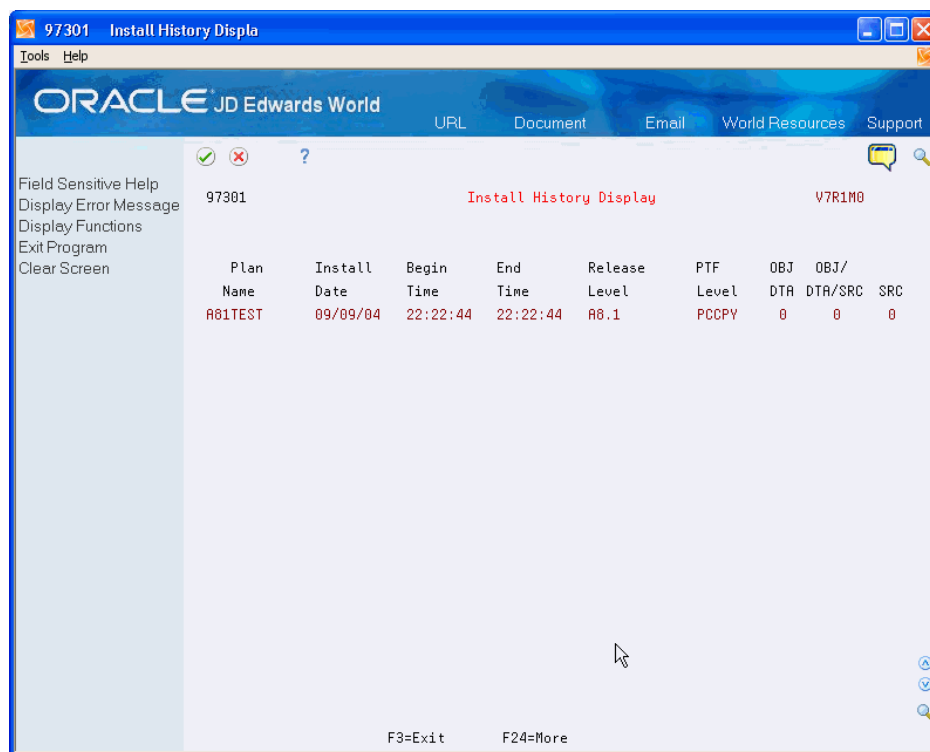 97301 Install History Displa
Tools Help
ORACLE JD Edwards World
URL Document Email World Resources Support
?
Field Sensitive Help
Display Error Message
Display Functions
Exit Program
Clear Screen
97301 Install History Display V7R1M0
Plan Install Begin End Release PTF OBJ OBJ/
Name Date Time Time Level Level DTA DTA/SRC SRC
A81TEST 09/09/04 22:22:44 22:22:44 A8.1 PCCPY 0 0 0
F3=Exit F24=More